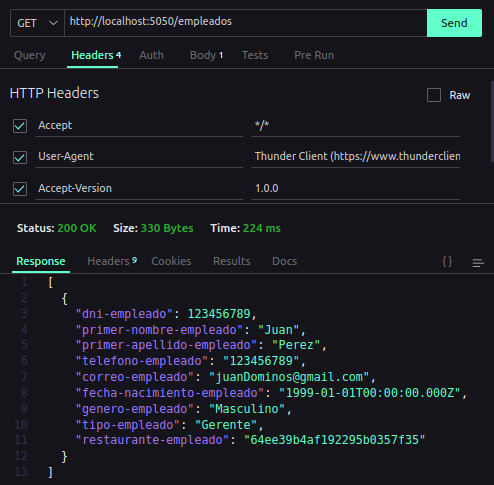 GET http://localhost:5050/empleados Send
Query Headers 4 Auth Body 1 Tests Pre Run
HTTP Headers Raw
Accept */*
User-Agent Thunder Client (https://www.thunderclien
Accept-Version 1.0.0
Status: 200 OK Size: 330 Bytes Time: 224 ms
Response Headers 9 Cookies Results Docs {}
1 [
2 {
3 "dni-empleado": 123456789,
4 "primer-nombre-empleado": "Juan",
5 "primer-apellido-empleado": "Perez",
6 "telefono-empleado": "123456789",
7 "correo-empleado": "juanDominos@gmail.com",
8 "fecha-nacimiento-empleado": "1999-01-01T00:00:00.000Z",
9 "genero-empleado": "Masculino",
10 "tipo-empleado": "Gerente",
11 "restaurante-empleado": "64ee39b4af192295b0357f35"
12 }
13 ]